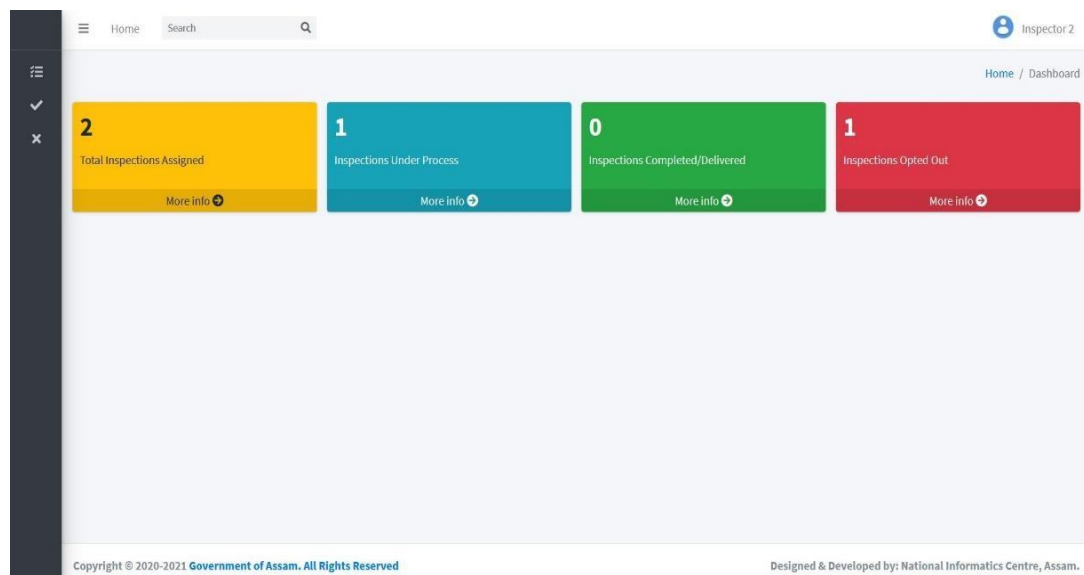 Home Search Inspector 2
Home / Dashboard
2 1 0 1
Total Inspections Assigned Inspections Under Process Inspections Completed/Delivered Inspections Opted Out
More info More info More info More info
Copyright © 2020-2021 Government of Assam. All Rights Reserved Designed & Developed by: National Informatics Centre, Assam.